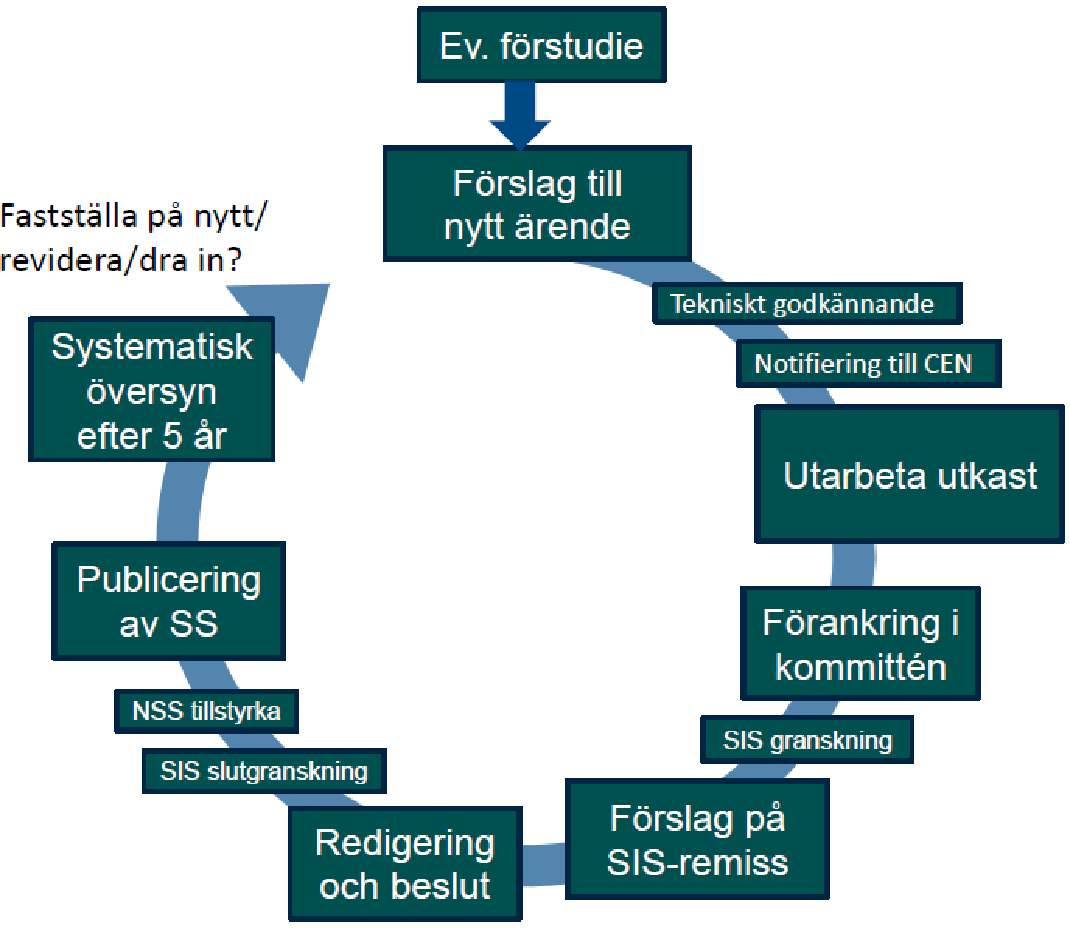 Ev. förstudie
Förslag till
nytt ärende
Tekniskt godkännande
Notifiering till CEN
Utarbeta utkast
Förankring i
kommittén
SIS granskning
Förslag på
SIS-remiss
Redigering
och beslut
SIS slutgranskning
NSS tillstyrka
Publicering
av SS
Systematisk
översyn
efter 5 år
Fastställa på nytt/
revidera/dra in?